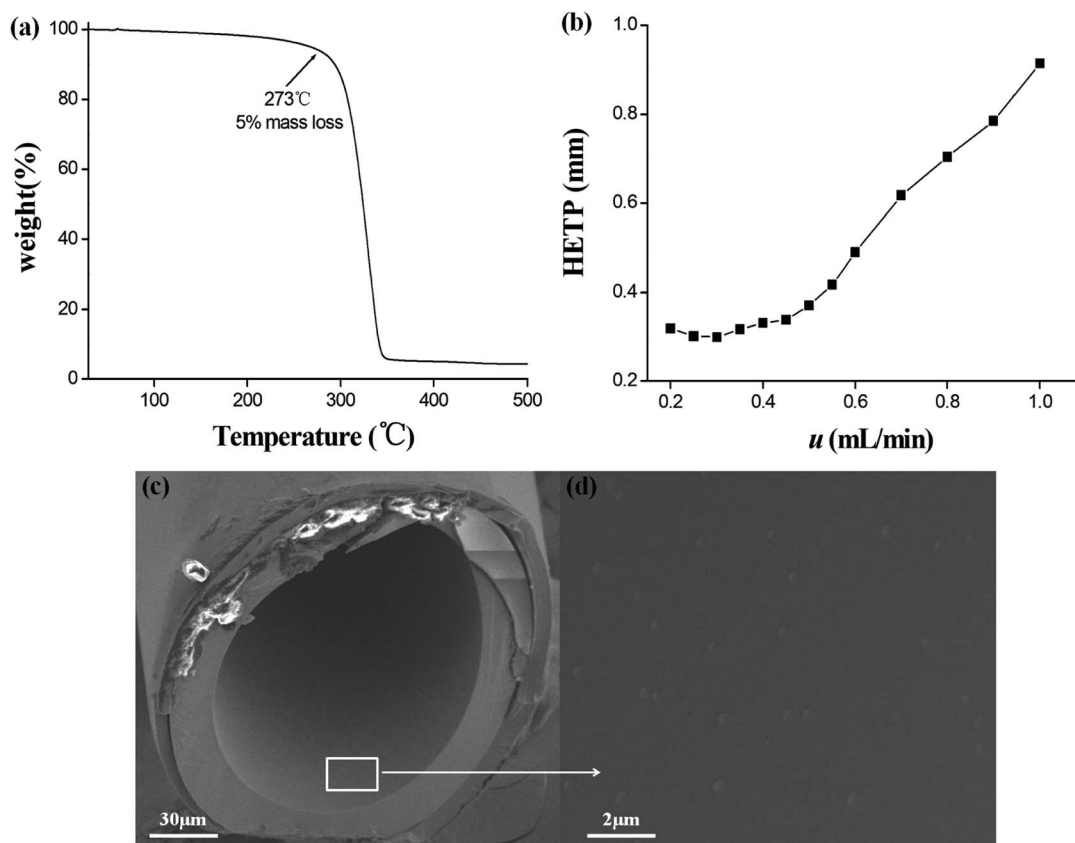 (a)
100
80
60
40
20
0
weight(%)
273℃
5% mass loss
100
200
300
400
500
Temperature (℃)
(b)
1.0
0.8
0.6
0.4
0.2
HETP (mm)
0.2
0.4
0.6
0.8
1.0
u (mL/min)
(c)
30μm
(d)
2μm